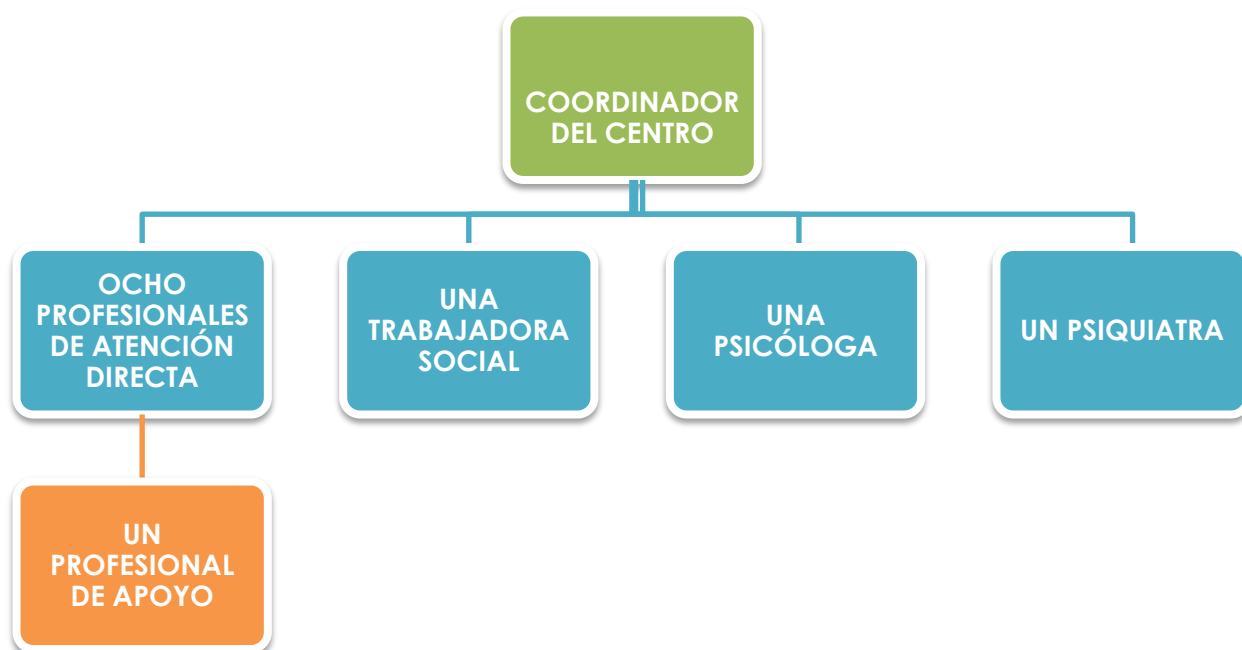 COORDINADOR
DEL CENTRO
OCHO
PROFESIONALES
DE ATENCIÓN
DIRECTA
UNA
TRABAJADORA
SOCIAL
UNA
PSICÓLOGA
UN PSIQUIATRA
UN
PROFESIONAL
DE APOYO